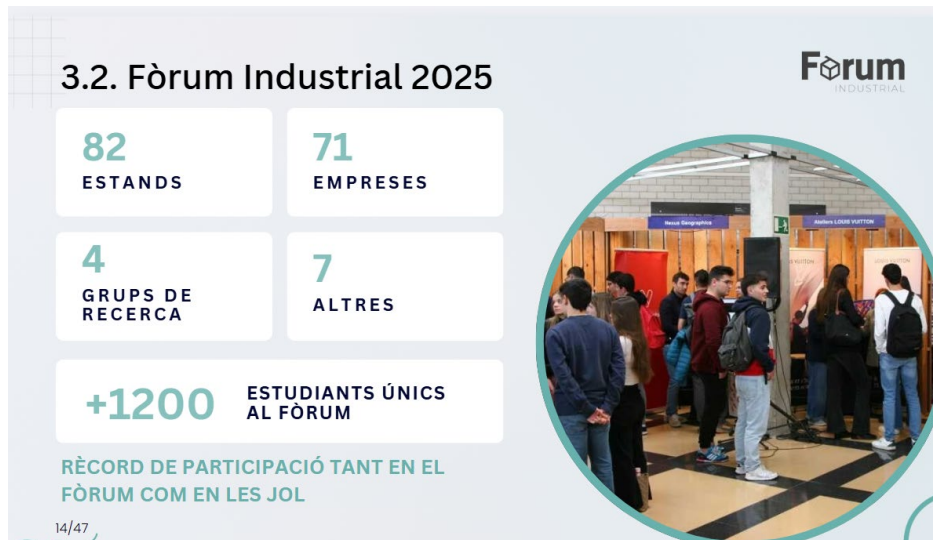 3.2. Fòrum Industrial 2025
Fòrum
INDUSTRIAL
82
ESTANDS
71
EMPRESES
4
GRUPS DE
RECERCA
7
ALTRES
+1200
ESTUDIANTS ÚNICS
AL FÒRUM
RÈCORD DE PARTICIPACIÓ TANT EN EL
FÒRUM COM EN LES JOL
14/47
Nexus Geographics
Ateliers LOUIS VUITTON